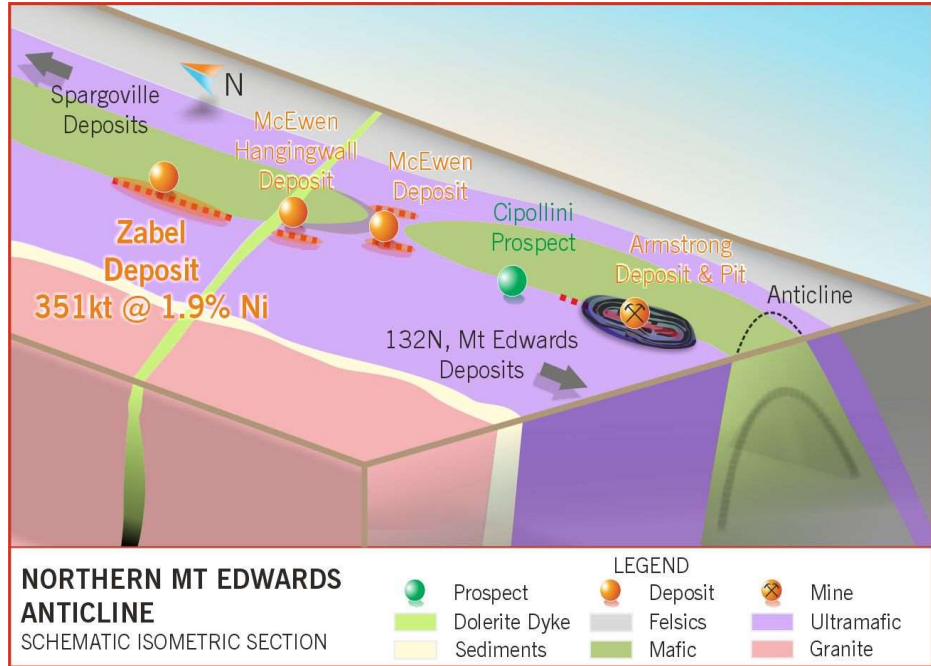 Spargoville
Deposits
N
McEwen
Hangingwall
Deposit
McEwen
Deposit
Cipollini
Prospect
Armstrong
Deposit & Pit
Anticline
Zabel
Deposit
351kt @ 1.9% Ni
132N, Mt Edwards
Deposits
NORTHERN MT EDWARDS
ANTICLINE
SCHEMATIC ISOMETRIC SECTION
LEGEND
Prospect
Deposit
Mine
Dolerite Dyke
Felsics
Ultramafic
Sediments
Mafic
Granite